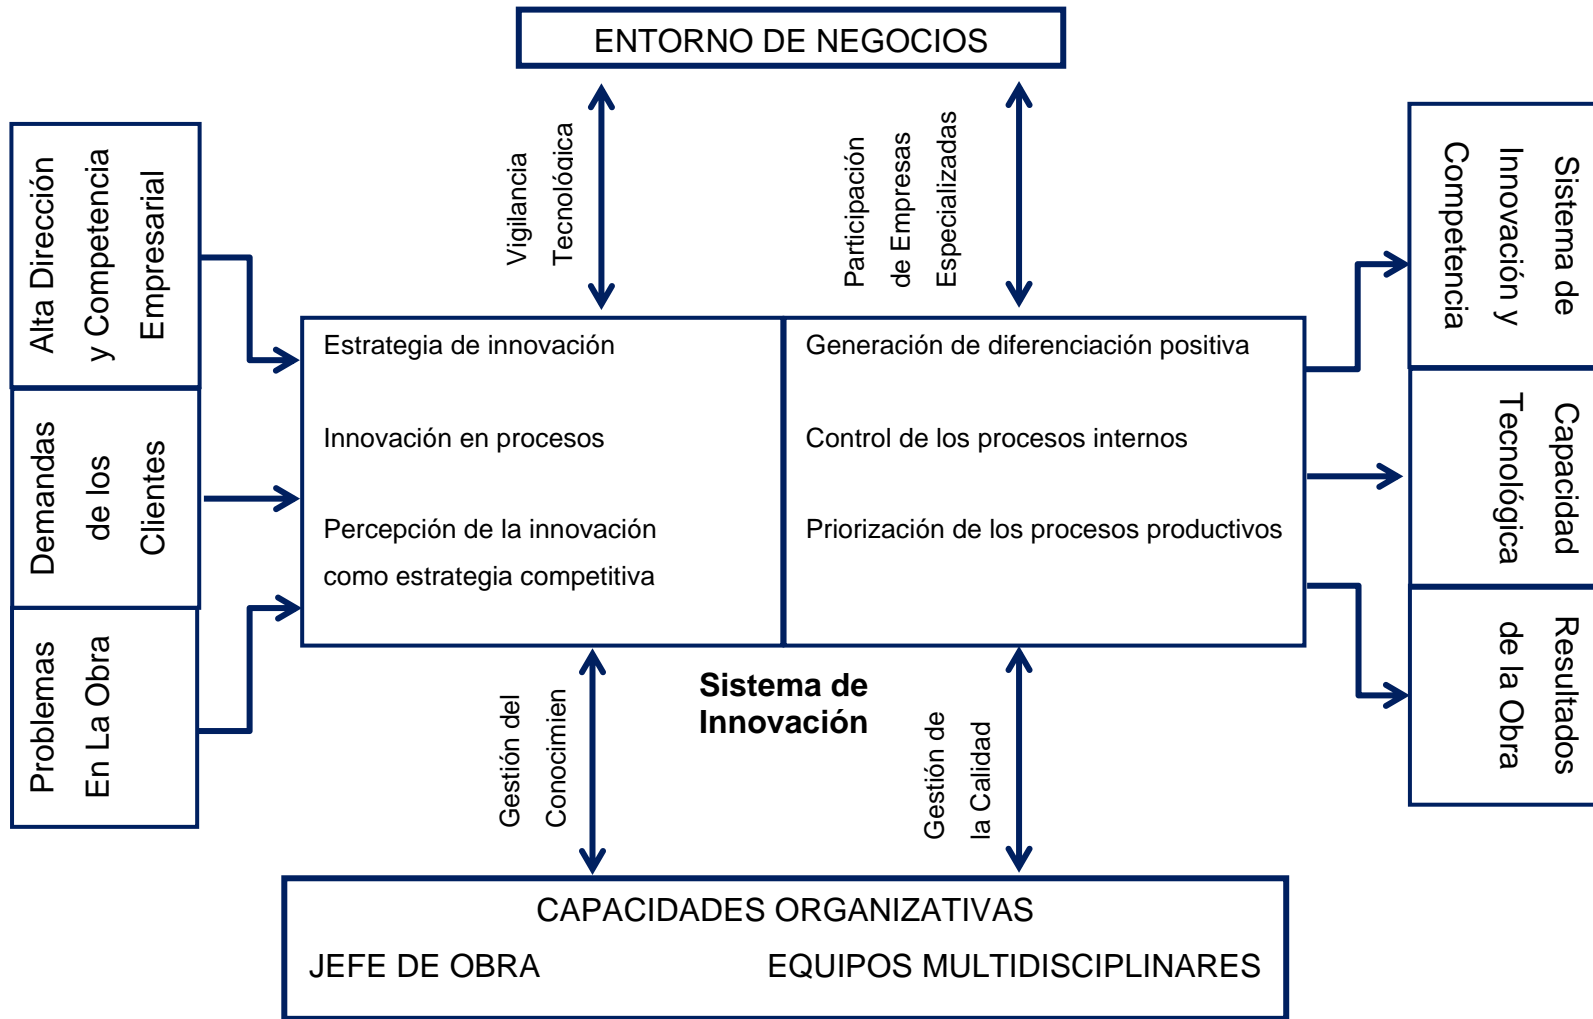 ENTORNO DE NEGOCIOS
Vigilancia
Tecnológica
Participación
de Empresas
Especializadas
Alta Dirección
y Competencia
Empresarial
Demandas
de los
Clientes
Problemas
En La Obra
Estrategia de innovación
Innovación en procesos
Percepción de la innovación
como estrategia competitiva
Generación de diferenciación positiva
Control de los procesos internos
Priorización de los procesos productivos
Sistema de
Innovación y
Competencia
Capacidad
Tecnológica
Resultados
de la Obra
Sistema de
Innovación
Gestión del
Conocimien
Gestión de
la Calidad
CAPACIDADES ORGANIZATIVAS
JEFE DE OBRA EQUIPOS MULTIDISCIPLINARES